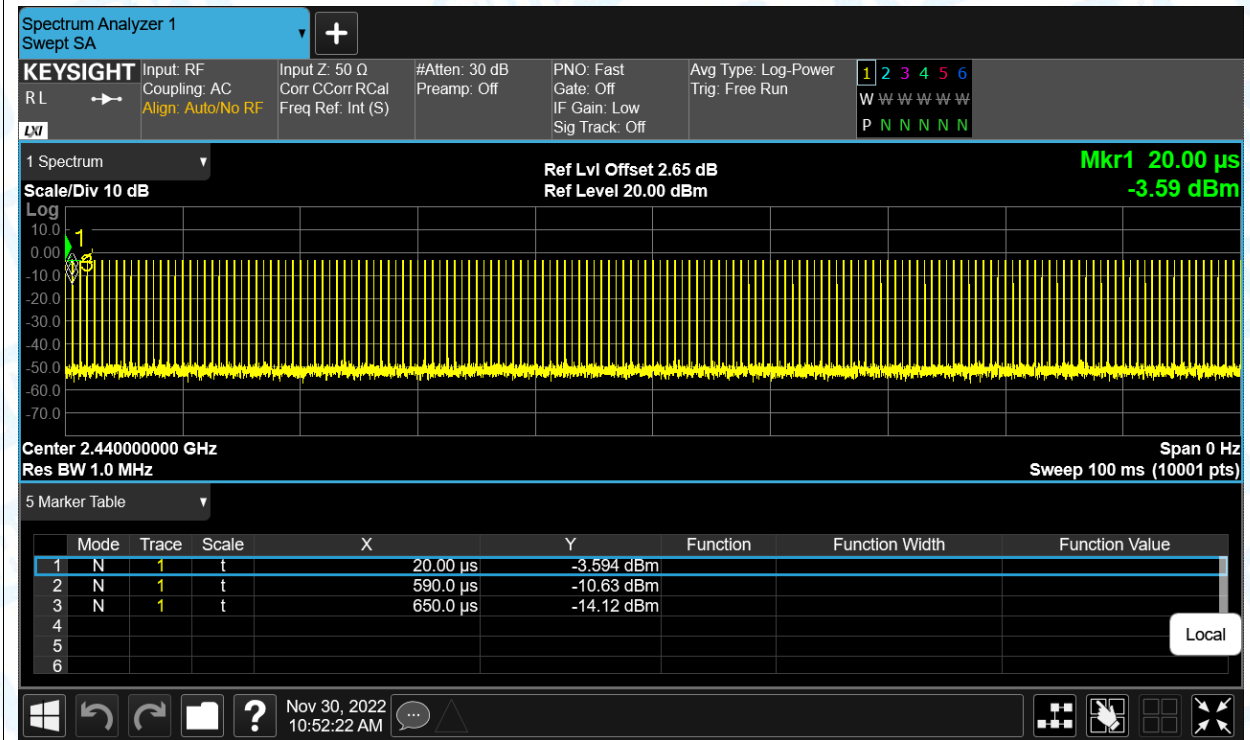 Spectrum Analyzer 1
Swept SA
+
KEYSIGHT
R L
LXI
Input: RF
Coupling: AC
Align: Auto/No RF
Input Z: 50 Ω
Corr CCorr RCal
Freq Ref: Int (S)
#Atten: 30 dB
Preamp: Off
PNO: Fast
Gate: Off
IF Gain: Low
Sig Track: Off
Avg Type: Log-Power
Trig: Free Run
1 2 3 4 5 6
W W W W W W
P N N N N N
1 Spectrum
Scale/Div 10 dB
Ref Lvl Offset 2.65 dB
Ref Level 20.00 dBm
Mkr1 20.00 µs
-3.59 dBm
Log
10.0
0.00
-10.0
-20.0
-30.0
-40.0
-50.0
-60.0
-70.0
1
3
Center 2.440000000 GHz
Res BW 1.0 MHz
Span 0 Hz
Sweep 100 ms (10001 pts)
5 Marker Table
Mode Trace Scale X Y Function Function Width Function Value
1 N 1 t 20.00 µs -3.594 dBm
2 N 1 t 590.0 µs -10.63 dBm
3 N 1 t 650.0 µs -14.12 dBm
4
5
6
Local
?
Nov 30, 2022
10:52:22 AM